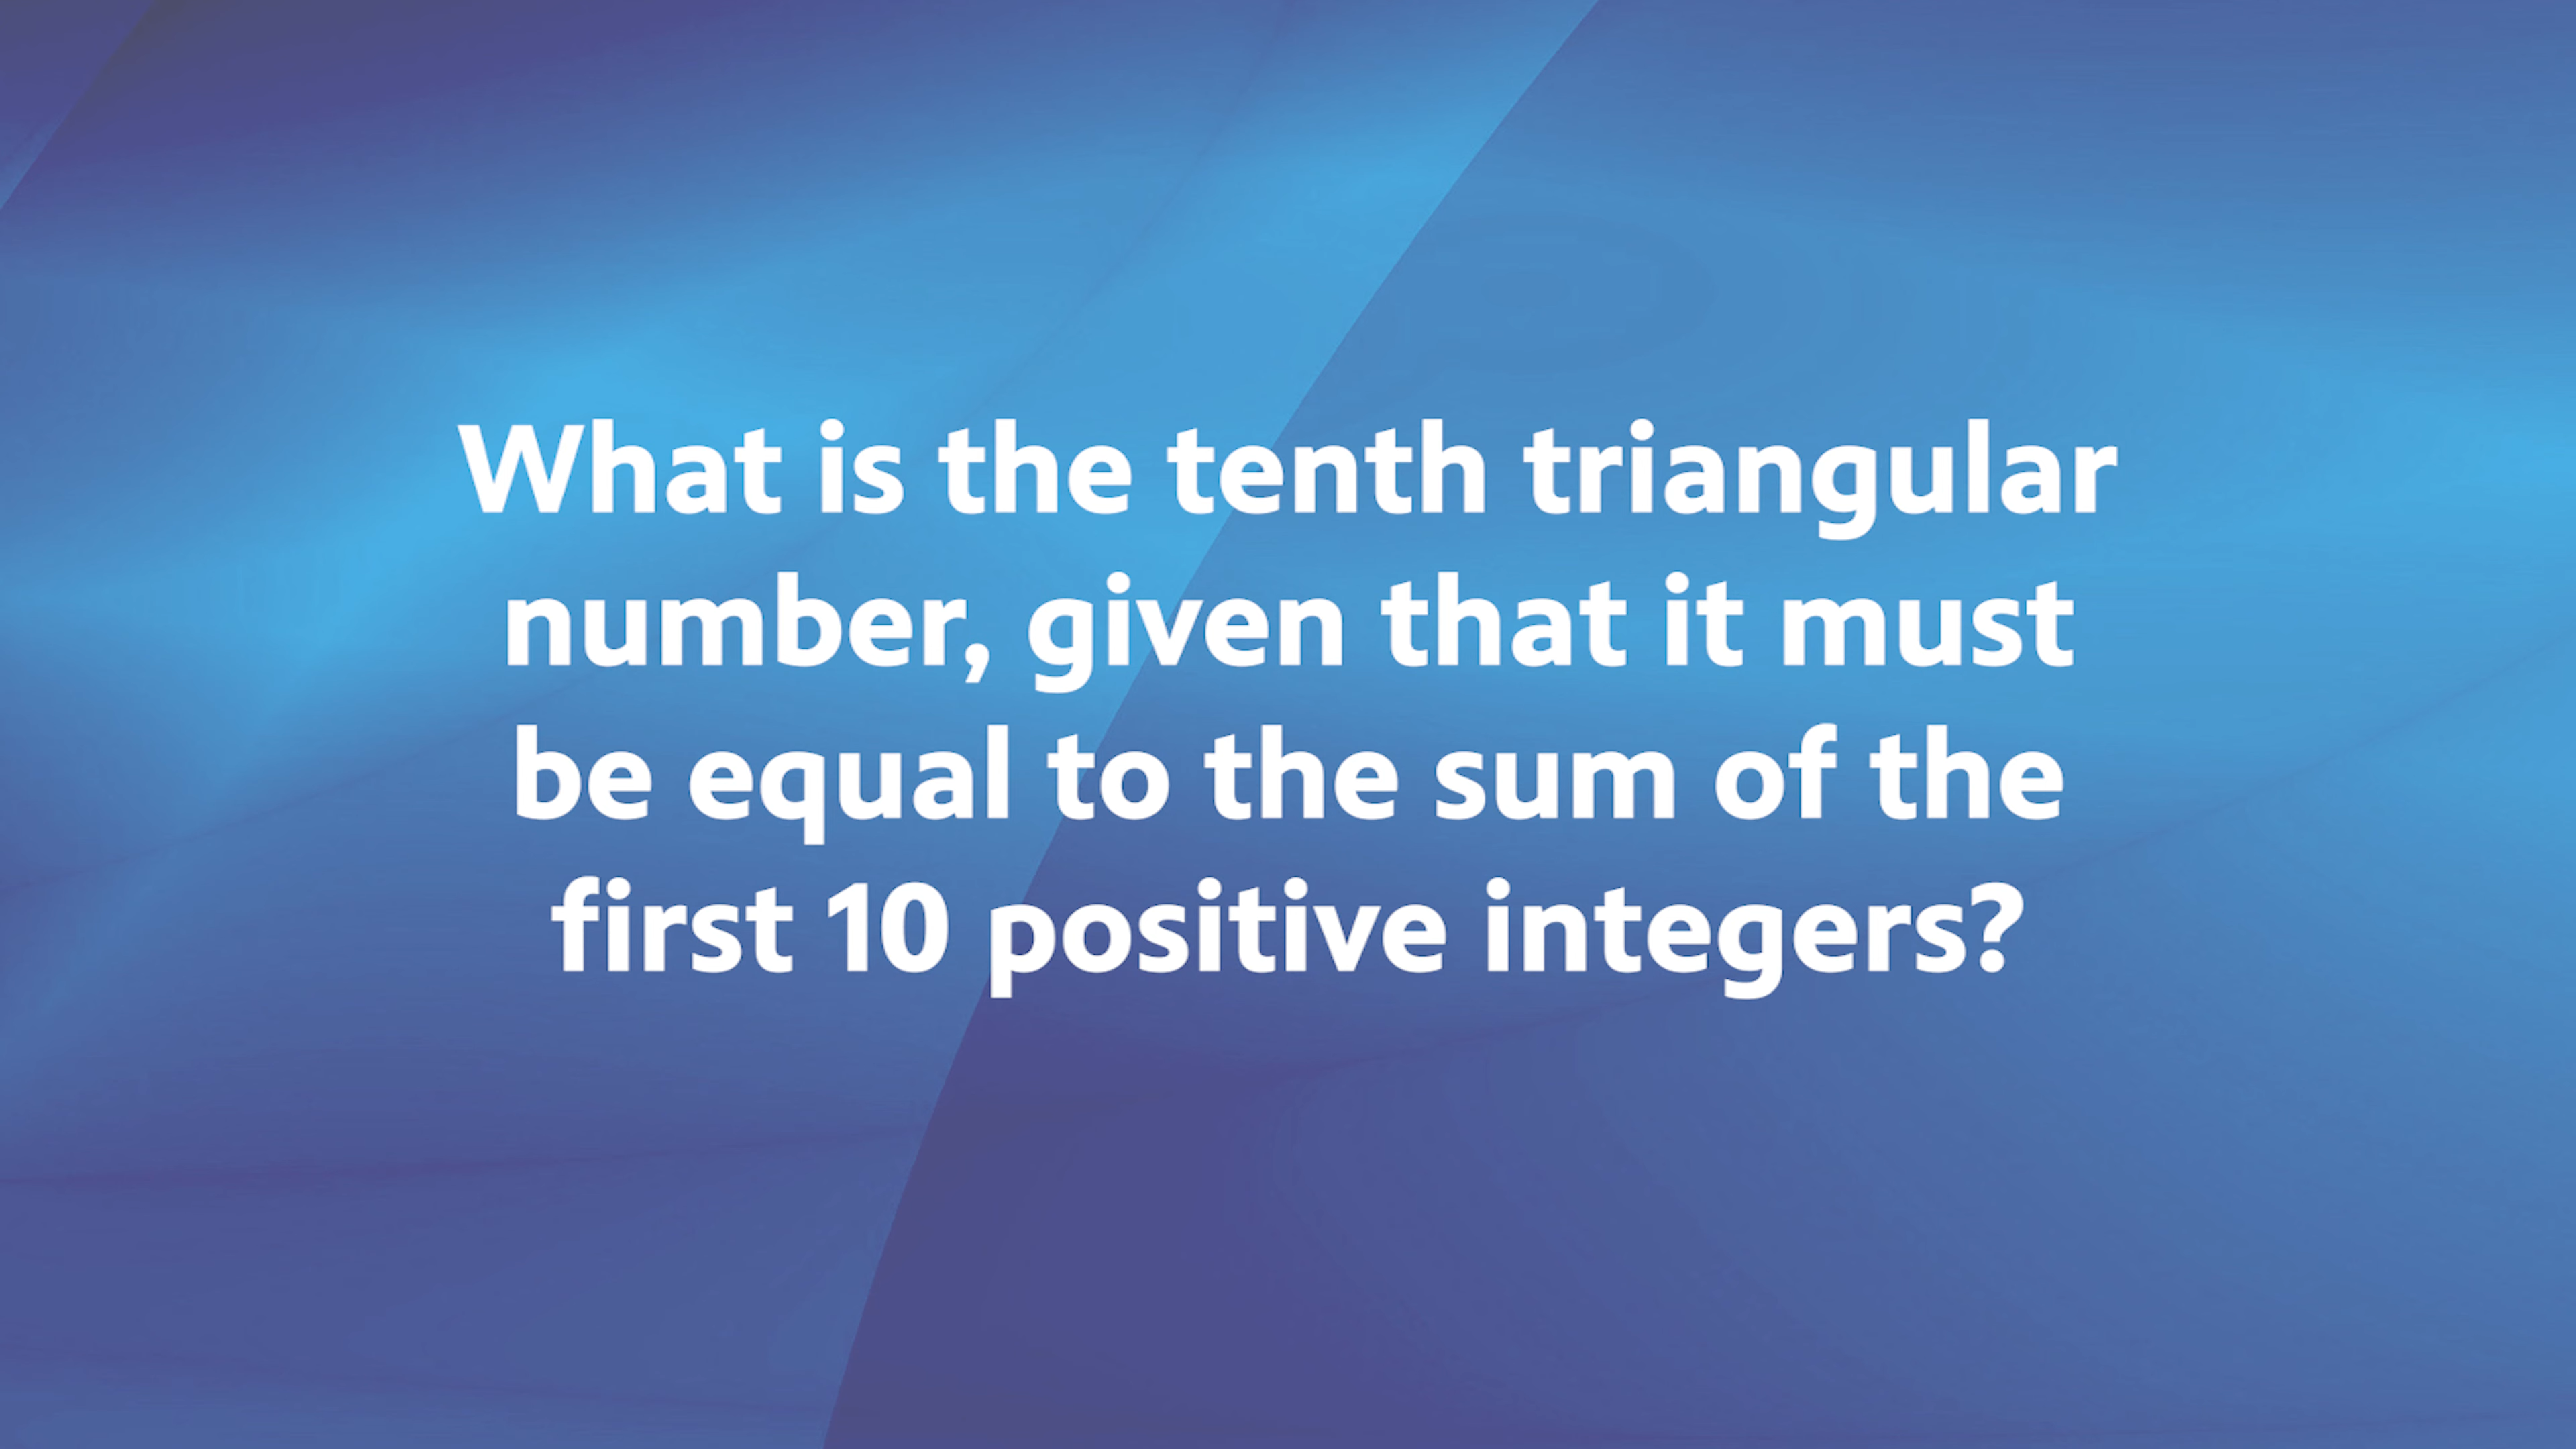 What is the tenth triangular
number, given that it must
be equal to the sum of the
first 10 positive integers?